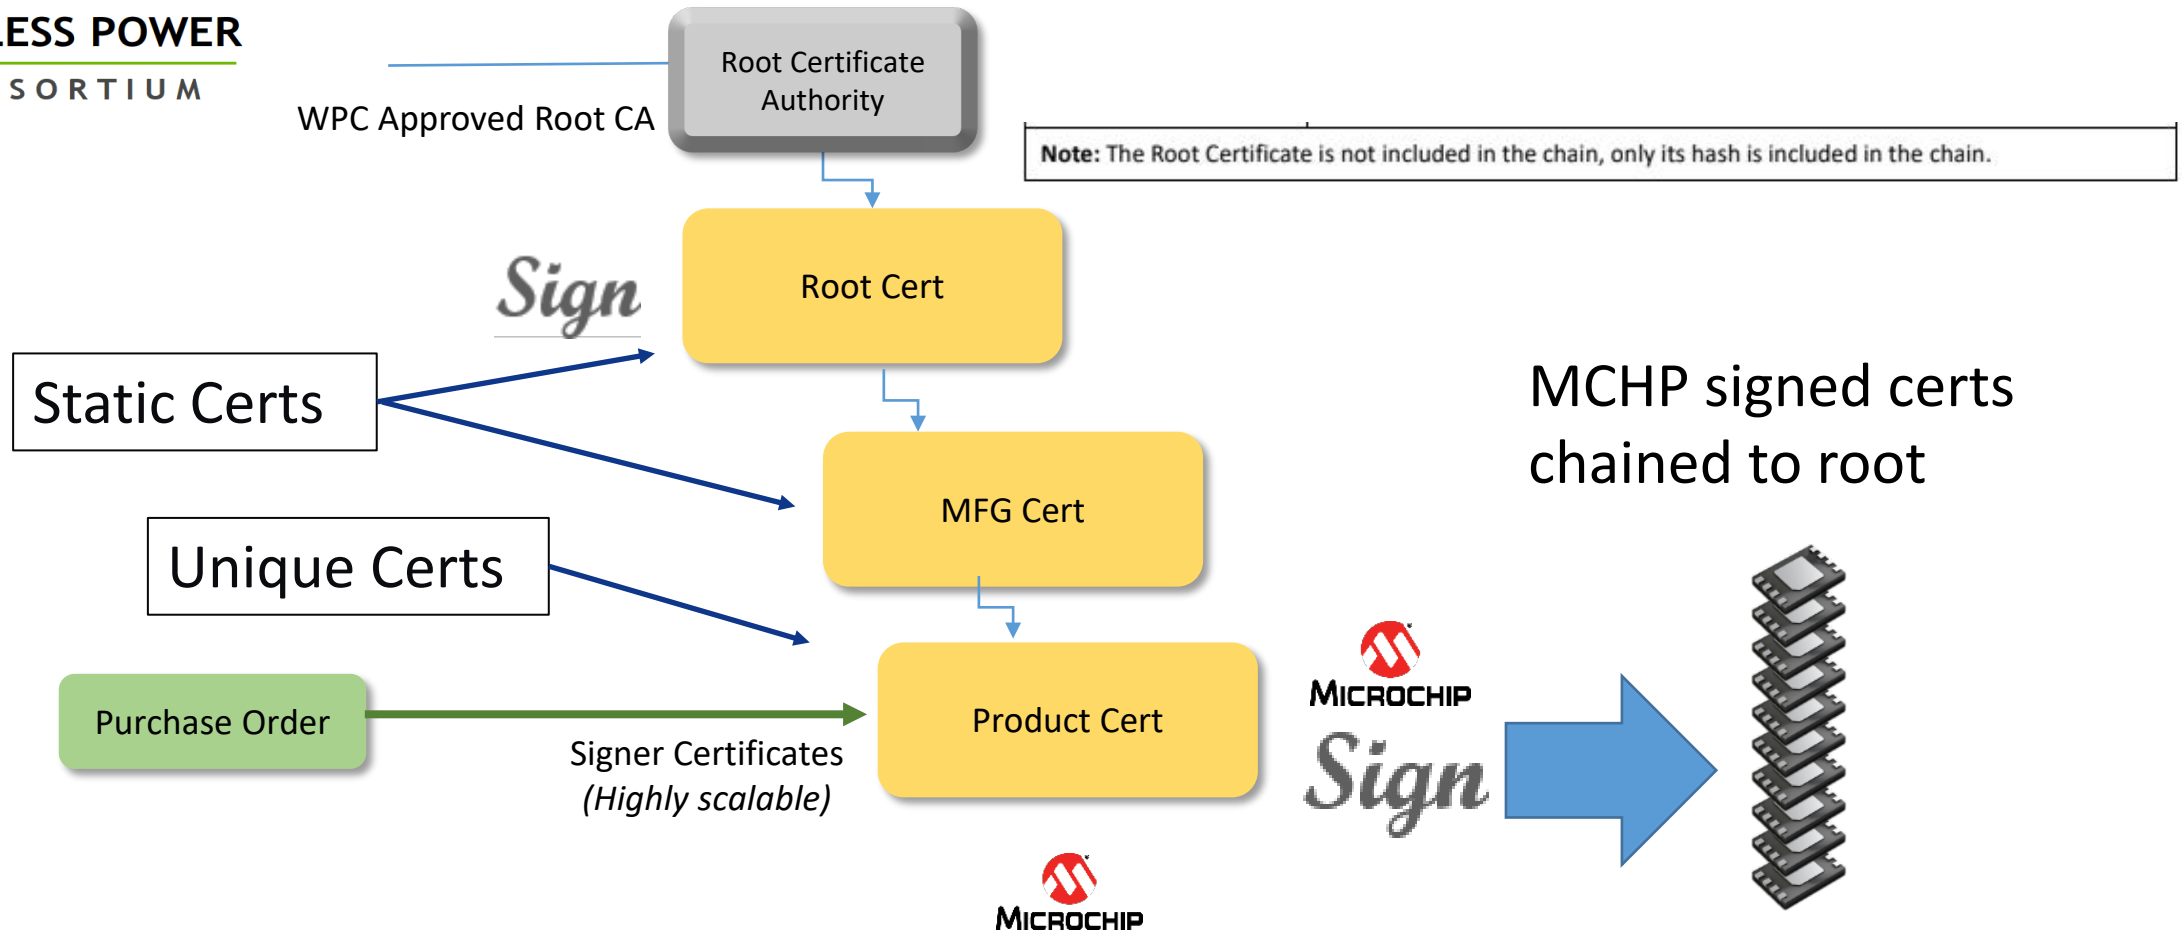 LESS POWER
SORTIUM
WPC Approved Root CA
Root Certificate
Authority
Note: The Root Certificate is not included in the chain, only its hash is included in the chain.
Sign
Root Cert
Static Certs
MCHP signed certs
chained to root
MFG Cert
Unique Certs
Purchase Order
Signer Certificates
(Highly scalable)
Product Cert
MICROCHIP
Sign
MICROCHIP